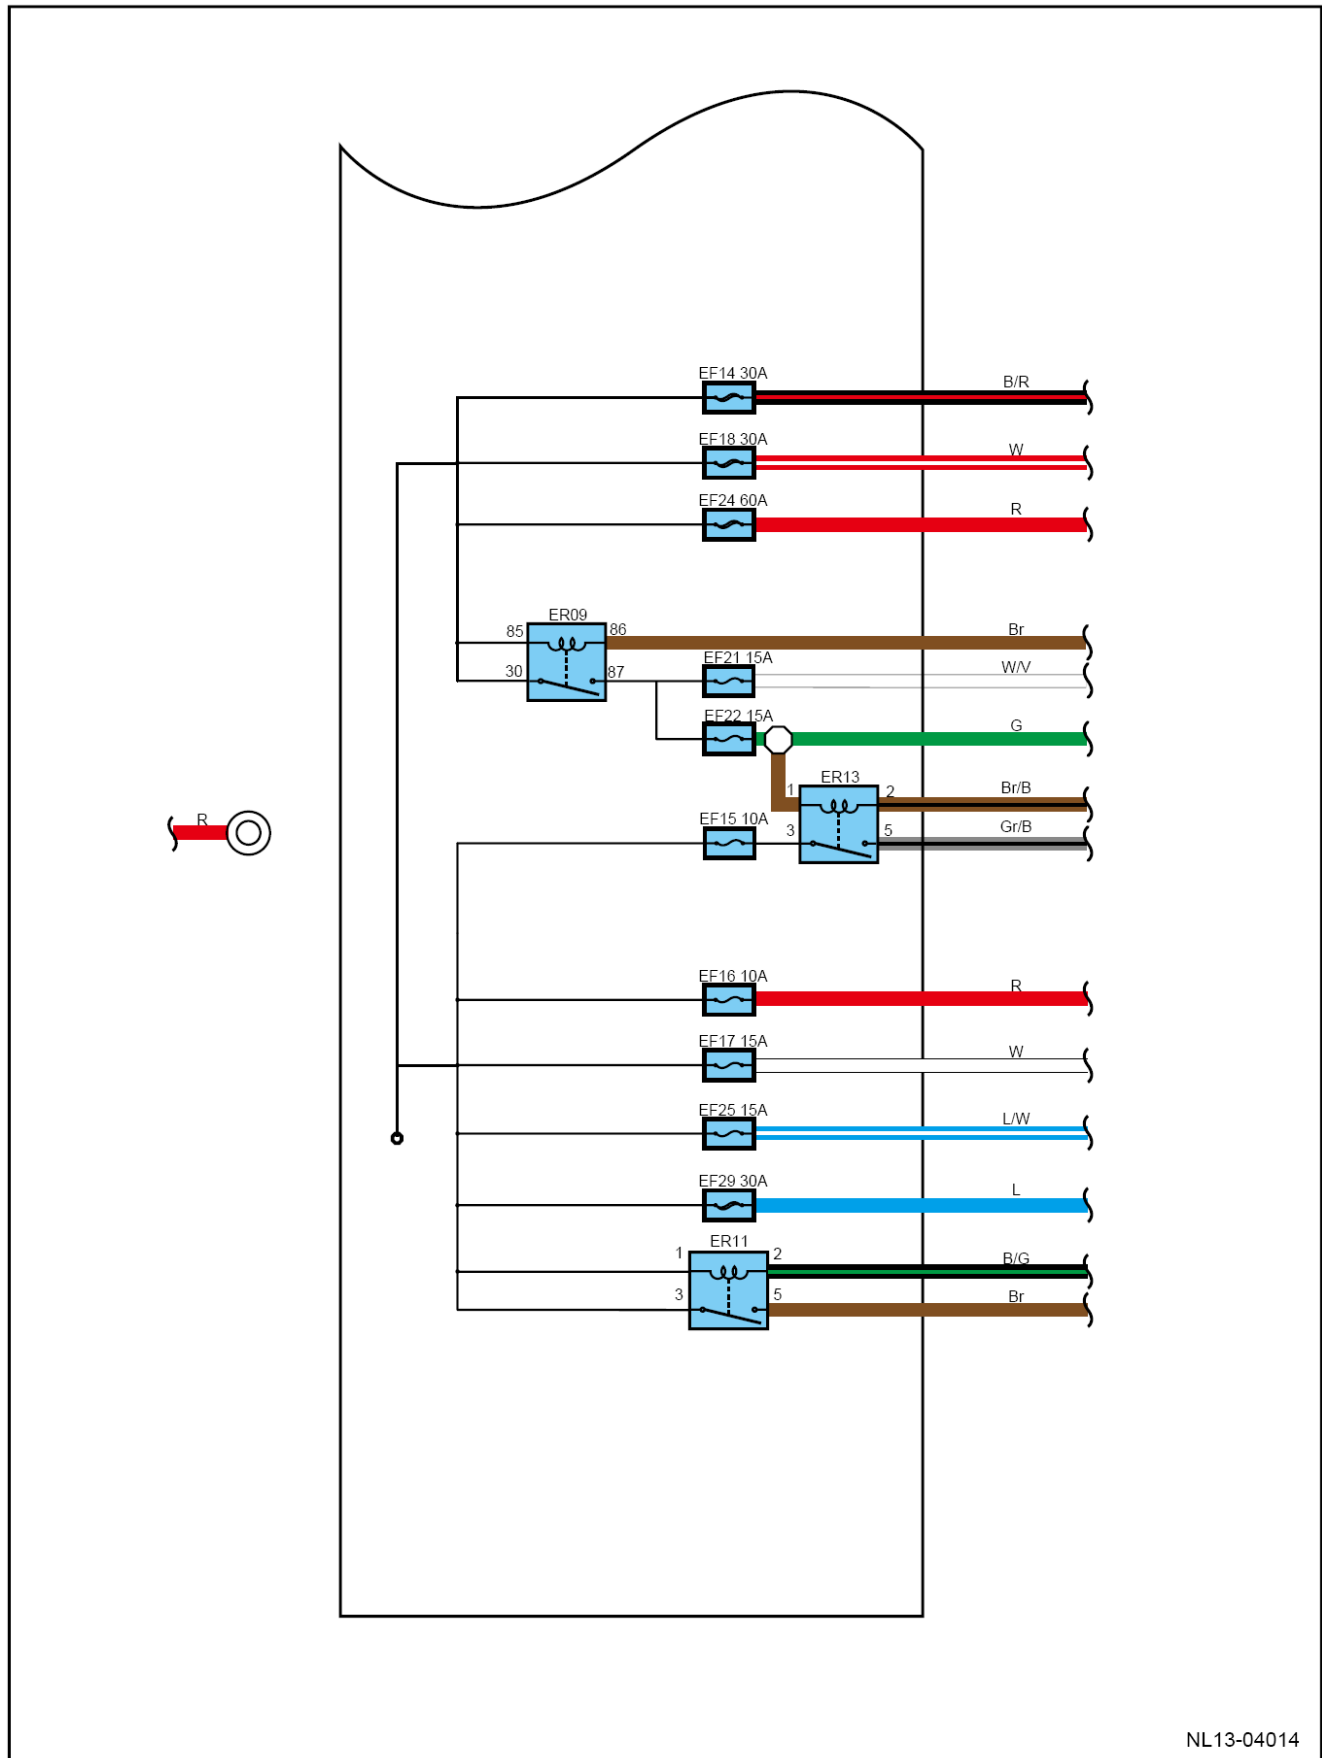 EF14 30A
B/R
EF18 30A
W
EF24 60A
R
ER09
85
86
Br
30
87
EF21 15A
W/V
EF22 15A
G
ER13
1
2
Br/B
R
EF15 10A
3
5
Gr/B
EF16 10A
R
EF17 15A
W
EF25 15A
L/W
EF29 30A
L
ER11
1
2
B/G
3
5
Br
NL13-04014